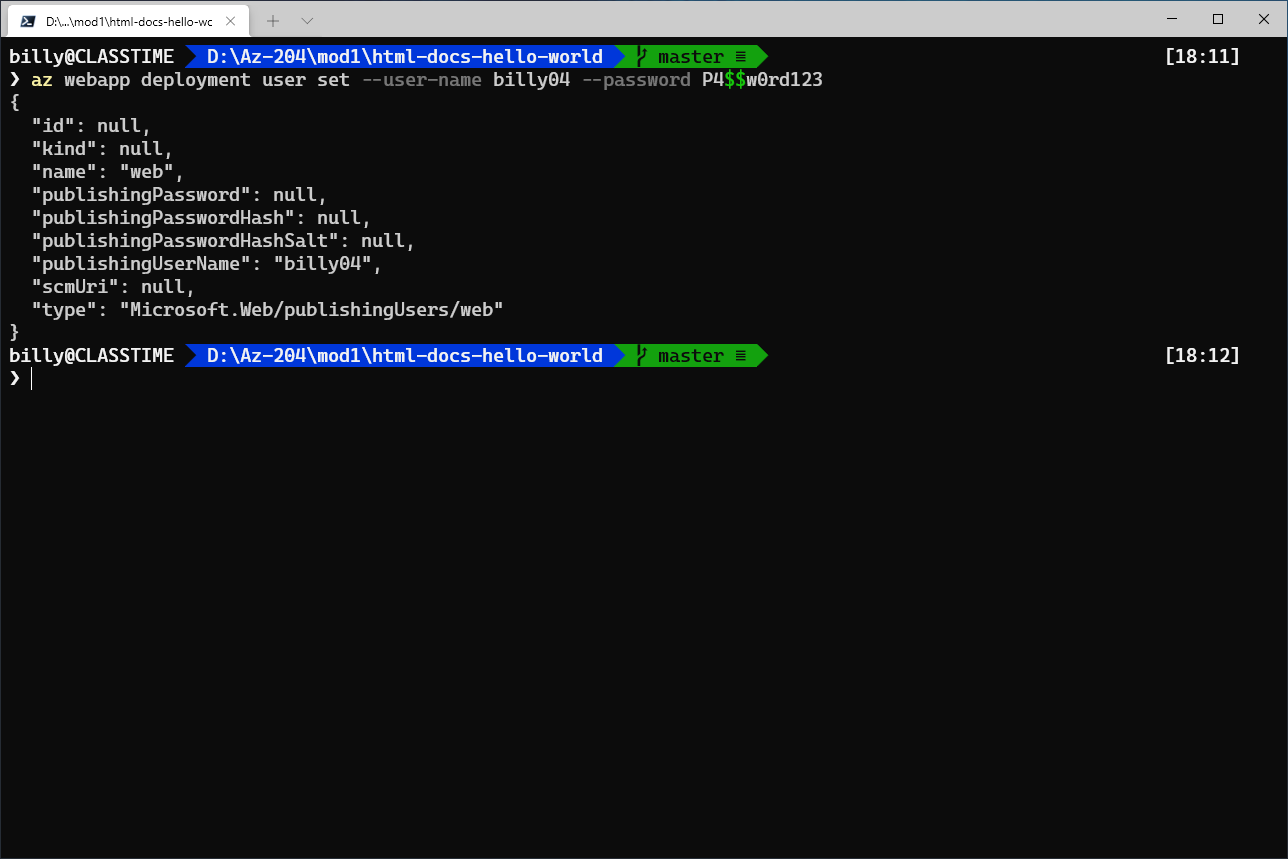 D:\...\mod1\html-docs-hello-wc
billy@CLASSTIME D:\Az-204\mod1\html-docs-hello-world master ≡ [18:11]
❯ az webapp deployment user set --user-name billy04 --password P4$$w0rd123
{
  "id": null,
  "kind": null,
  "name": "web",
  "publishingPassword": null,
  "publishingPasswordHash": null,
  "publishingPasswordHashSalt": null,
  "publishingUserName": "billy04",
  "scmUri": null,
  "type": "Microsoft.Web/publishingUsers/web"
}
billy@CLASSTIME D:\Az-204\mod1\html-docs-hello-world master ≡ [18:12]
❯